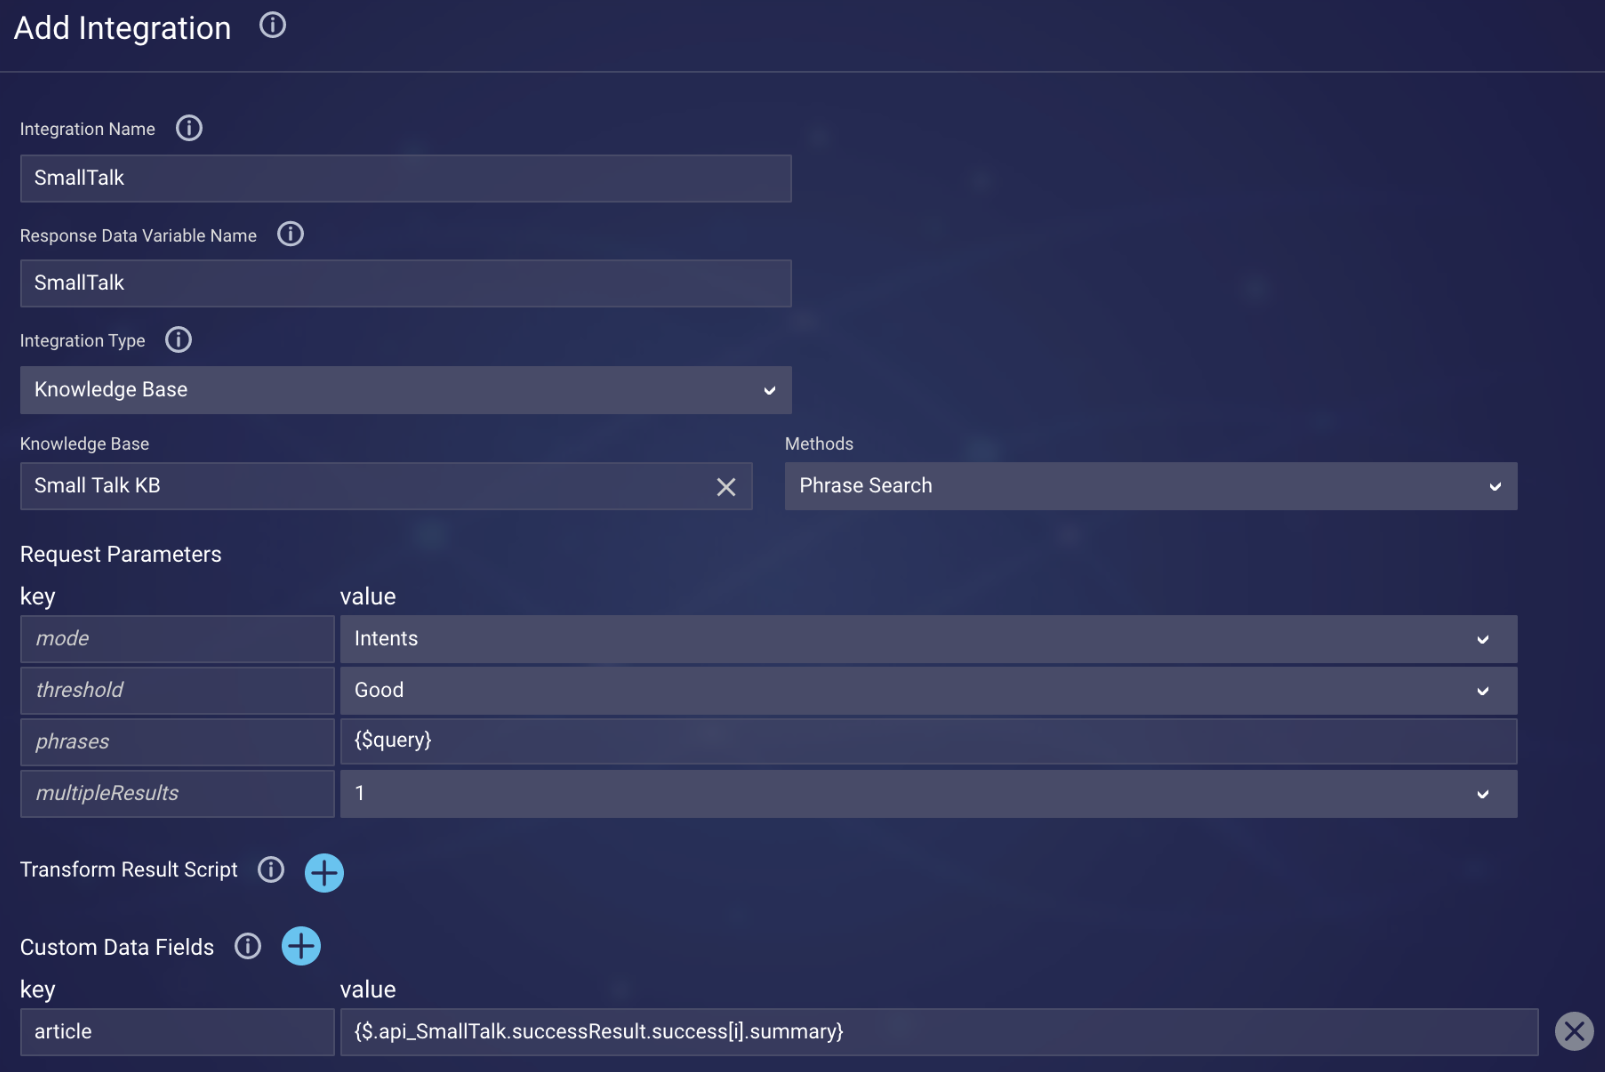 Add Integration
Integration Name
SmallTalk
Response Data Variable Name
SmallTalk
Integration Type
Knowledge Base
Knowledge Base Methods
Small Talk KB Phrase Search
Request Parameters
key value
mode Intents
threshold Good
phrases {$query}
multipleResults 1
Transform Result Script
Custom Data Fields
key value
article {$.api_SmallTalk.successResult.success[i].summary}